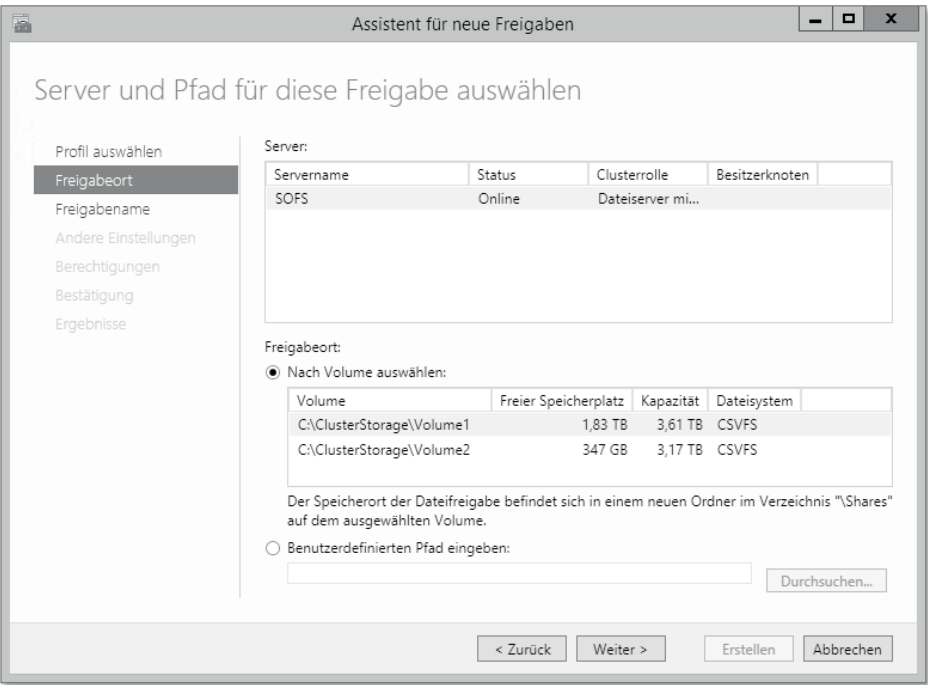 Assistent für neue Freigaben
Server und Pfad für diese Freigabe auswählen
Profil auswählen
Freigabeort
Freigabename
Andere Einstellungen
Berechtigungen
Bestätigung
Ergebnisse
Server:
Servername Status Clusterrolle Besitzerknoten
SOFS Online Dateiserver mi...
Freigabeort:
Nach Volume auswählen:
Volume Freier Speicherplatz Kapazität Dateisystem
C:\ClusterStorage\Volume1 1,83 TB 3,61 TB CSVFS
C:\ClusterStorage\Volume2 347 GB 3,17 TB CSVFS
Der Speicherort der Dateifreigabe befindet sich in einem neuen Ordner im Verzeichnis "\Shares"
auf dem ausgewählten Volume.
Benutzerdefinierten Pfad eingeben:
Durchsuchen...
< Zurück Weiter > Erstellen Abbrechen